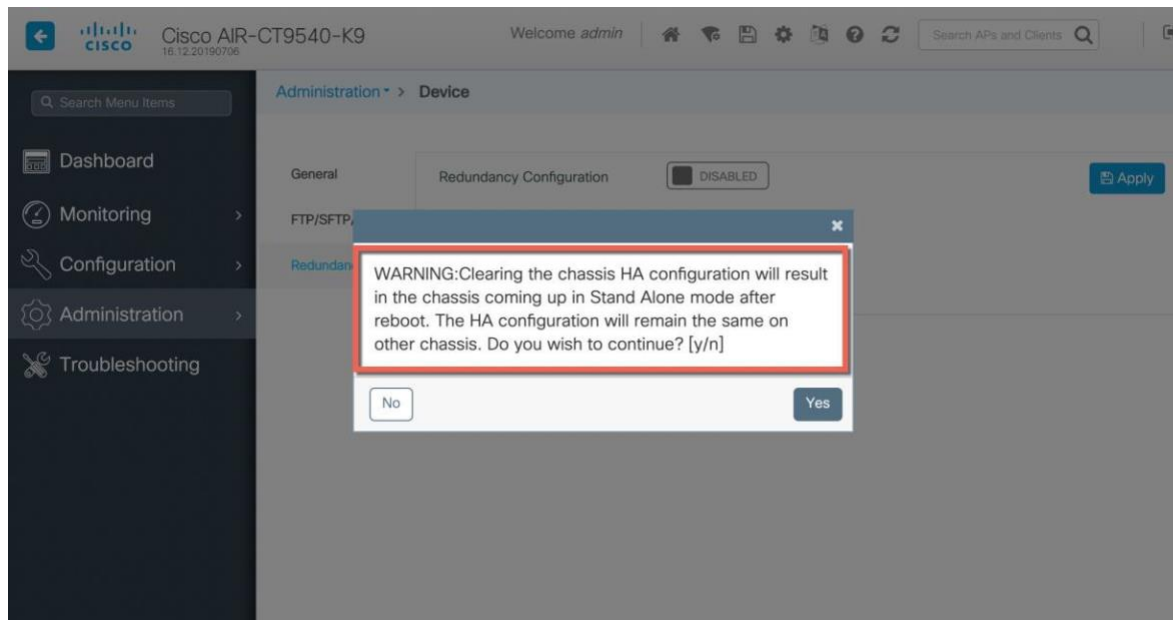 CISCO
Cisco AIR-CT9540-K9
16.12.20190706
Welcome admin
Search APs and Clients
Search Menu Items
Dashboard
Monitoring
Configuration
Administration
Troubleshooting
Administration > Device
General
FTP/SFTP/
Redundan
Redundancy Configuration
DISABLED
Apply
WARNING:Clearing the chassis HA configuration will result
in the chassis coming up in Stand Alone mode after
reboot. The HA configuration will remain the same on
other chassis. Do you wish to continue? [y/n]
No
Yes